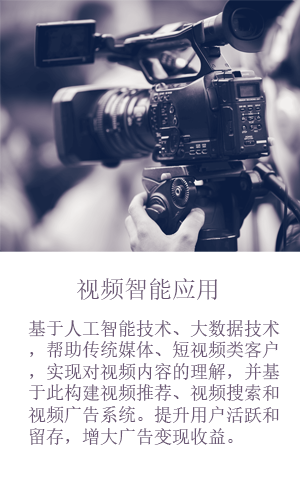 视频智能应用
基于人工智能技术、大数据技术
，帮助传统媒体、短视频类客户
，实现对视频内容的理解，并基
于此构建视频推荐、视频搜索和
视频广告系统。提升用户活跃和
留存，增大广告变现收益。